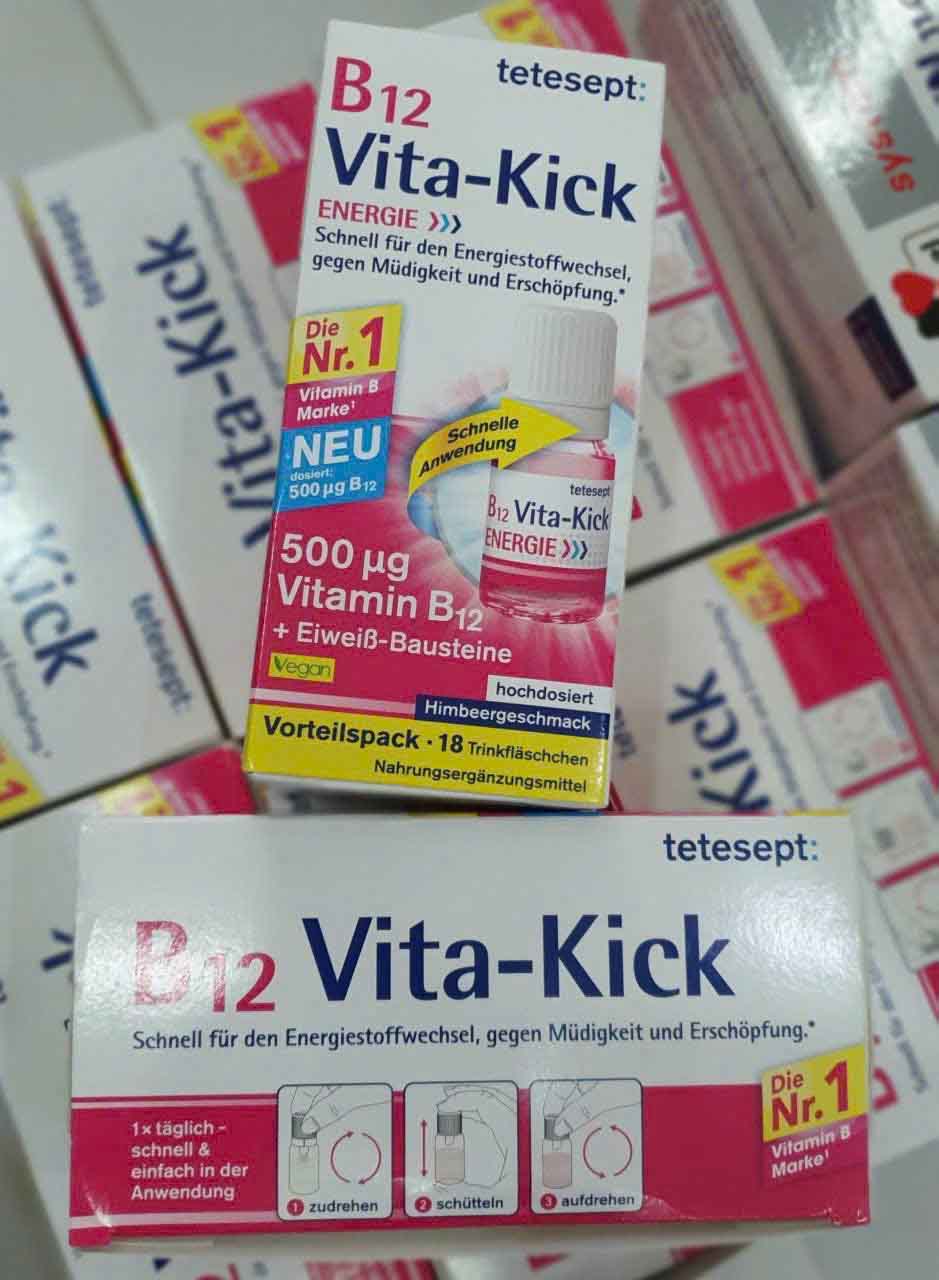 tetesept:
B12
Vita-Kick
ENERGIE
Schnell für den Energiestoffwechsel,
gegen Müdigkeit und Erschöpfung.*
Die
Nr. 1
Vitamin B
Marke¹
NEU
dosiert:
500 µg B12
Schnelle
Anwendung
tetesept
B12 Vita-Kick
ENERGIE
500 µg
Vitamin B12
+ Eiweiß-Bausteine
Vegan
hochdosiert
Himbeergeschmack
Vorteilspack · 18 Trinkfläschchen
Nahrungsergänzungsmittel
tetesept:
B12 Vita-Kick
Schnell für den Energiestoffwechsel, gegen Müdigkeit und Erschöpfung.*
Die
Nr. 1
Vitamin B
Marke¹
1x täglich –
schnell &
einfach in der
Anwendung
1 zudrehen
2 schütteln
3 aufdrehen
tetesept:
Vita-Kick
Nr. 1
tetesept:
Kick
Nr. 1
Kick